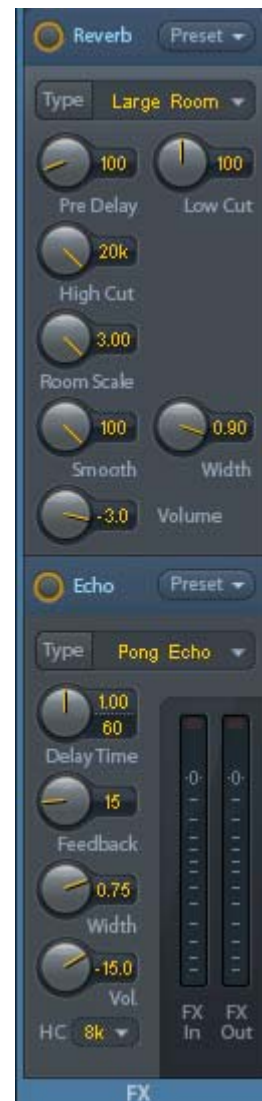 Reverb Preset
Type Large Room
100 100
Pre Delay Low Cut
20k
High Cut
3.00
Room Scale
100 0.90
Smooth Width
-3.0 Volume
Echo Preset
Type Pong Echo
1.00
60
Delay Time
-0- -0-
15
Feedback
0.75
Width
-15.0
Vol.
HC 8k
FX FX
In Out
FX